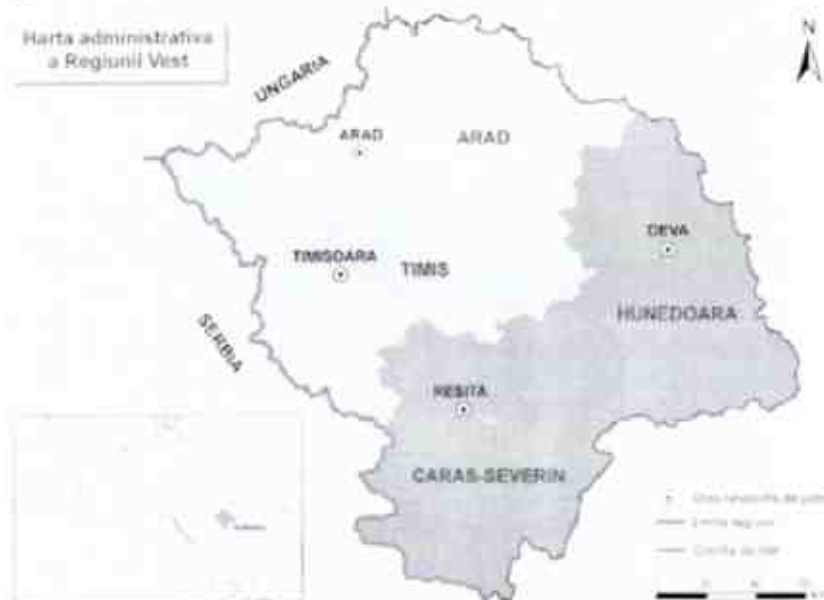 Harta administrativa
a Regiunii Vest
N
UNGARIA
ARAD
ARAD
DEVA
TIMISOARA
TIMIS
HUNEDOARA
SERBIA
RESITA
CARAS-SEVERIN